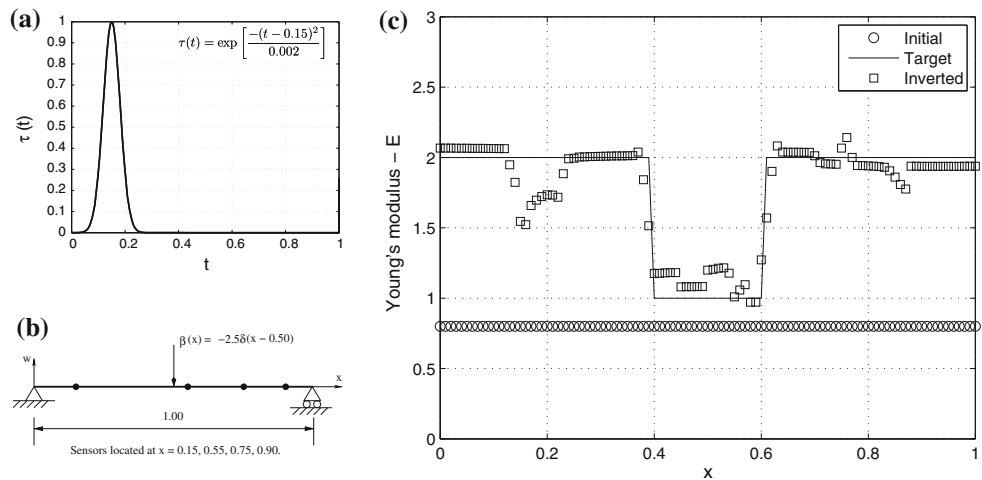 (a)
τ(t) = exp [ −(t − 0.15)² / 0.002 ]
1
0.9
0.8
0.7
0.6
0.5
0.4
0.3
0.2
0.1
0
τ (t)
0 0.2 0.4 0.6 0.8 1
t
(b)
w
β(x) = −2.5δ(x − 0.50)
x
1.00
Sensors located at x = 0.15, 0.55, 0.75, 0.90.
(c)
3
2.5
2
1.5
1
0.5
0
Young's modulus – E
Initial
Target
Inverted
0 0.2 0.4 0.6 0.8 1
x